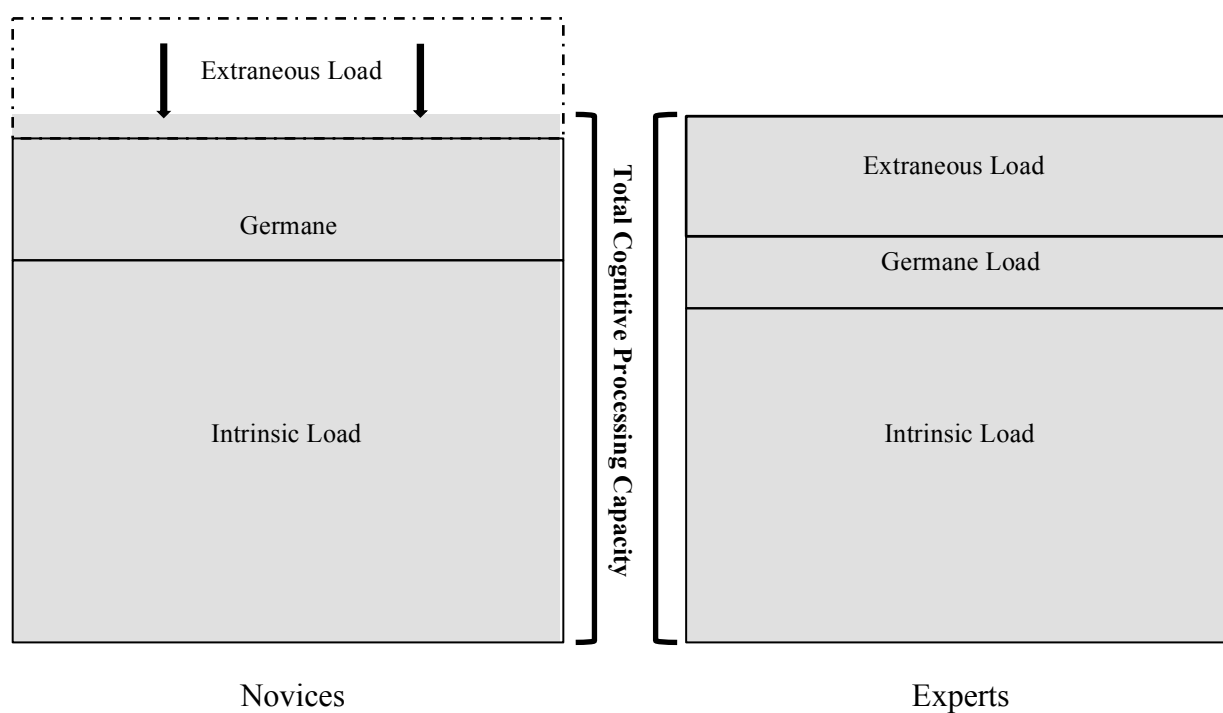 Extraneous Load
Germane
Intrinsic Load
Novices
Total Cognitive Processing Capacity
Extraneous Load
Germane Load
Intrinsic Load
Experts